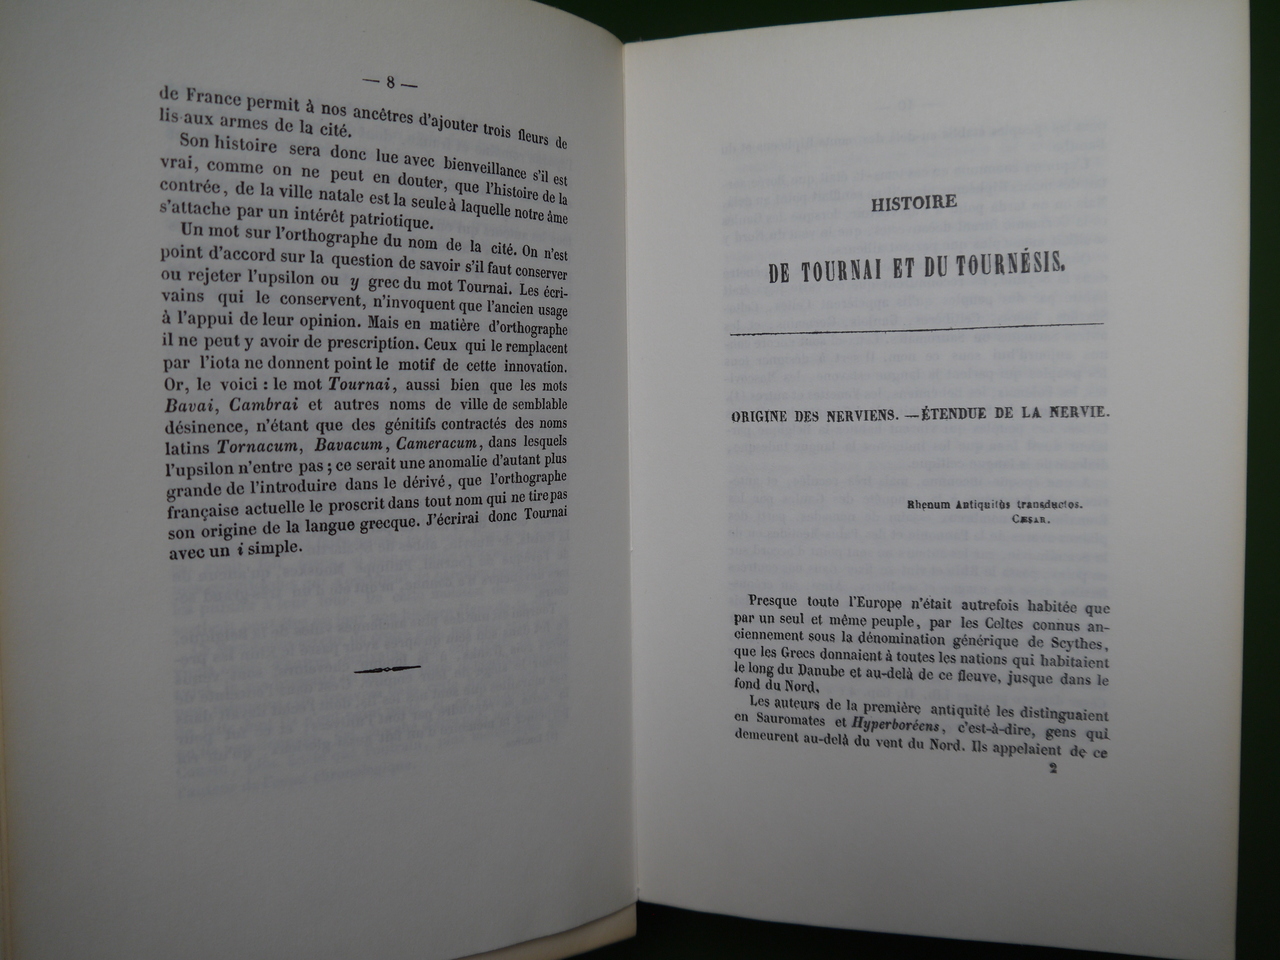 — 8 —
de France permit à nos ancêtres d'ajouter trois fleurs de
lis aux armes de la cité.
Son histoire sera donc lue avec bienveillance s'il est
vrai, comme on ne peut en douter, que l'histoire de la
contrée, de la ville natale est la seule à laquelle notre âme
s'attache par un intérêt patriotique.
Un mot sur l'orthographe du nom de la cité. On n'est
point d'accord sur la question de savoir s'il faut conserver
ou rejeter l'upsilon ou y grec du mot Tournai. Les écri-
vains qui le conservent, n'invoquent que l'ancien usage
à l'appui de leur opinion. Mais en matière d'orthographe
il ne peut y avoir de prescription. Ceux qui le remplacent
par l'iota ne donnent point le motif de cette innovation.
Or, le voici : le mot Tournai, aussi bien que les mots
Bavai, Cambrai et autres noms de ville de semblable
désinence, n'étant que des génitifs contractés des noms
latins Tornacum, Bavacum, Cameracum, dans lesquels
l'upsilon n'entre pas ; ce serait une anomalie d'autant plus
grande de l'introduire dans le dérivé, que l'orthographe
française actuelle le proscrit dans tout nom qui ne tire pas
son origine de la langue grecque. J'écrirai donc Tournai
avec un i simple.
HISTOIRE
DE TOURNAI ET DU TOURNÉSIS.
ORIGINE DES NERVIENS. — ÉTENDUE DE LA NERVIE.
Rhenum Antiquitùs transductos.
CÆSAR.
Presque toute l'Europe n'était autrefois habitée que
par un seul et même peuple, par les Celtes connus an-
ciennement sous la dénomination générique de Scythes,
que les Grecs donnaient à toutes les nations qui habitaient
le long du Danube et au-delà de ce fleuve, jusque dans le
fond du Nord.
Les auteurs de la première antiquité les distinguaient
en Sauromates et Hyperboréens, c'est-à-dire, gens qui
demeurent au-delà du vent du Nord. Ils appelaient de ce
2